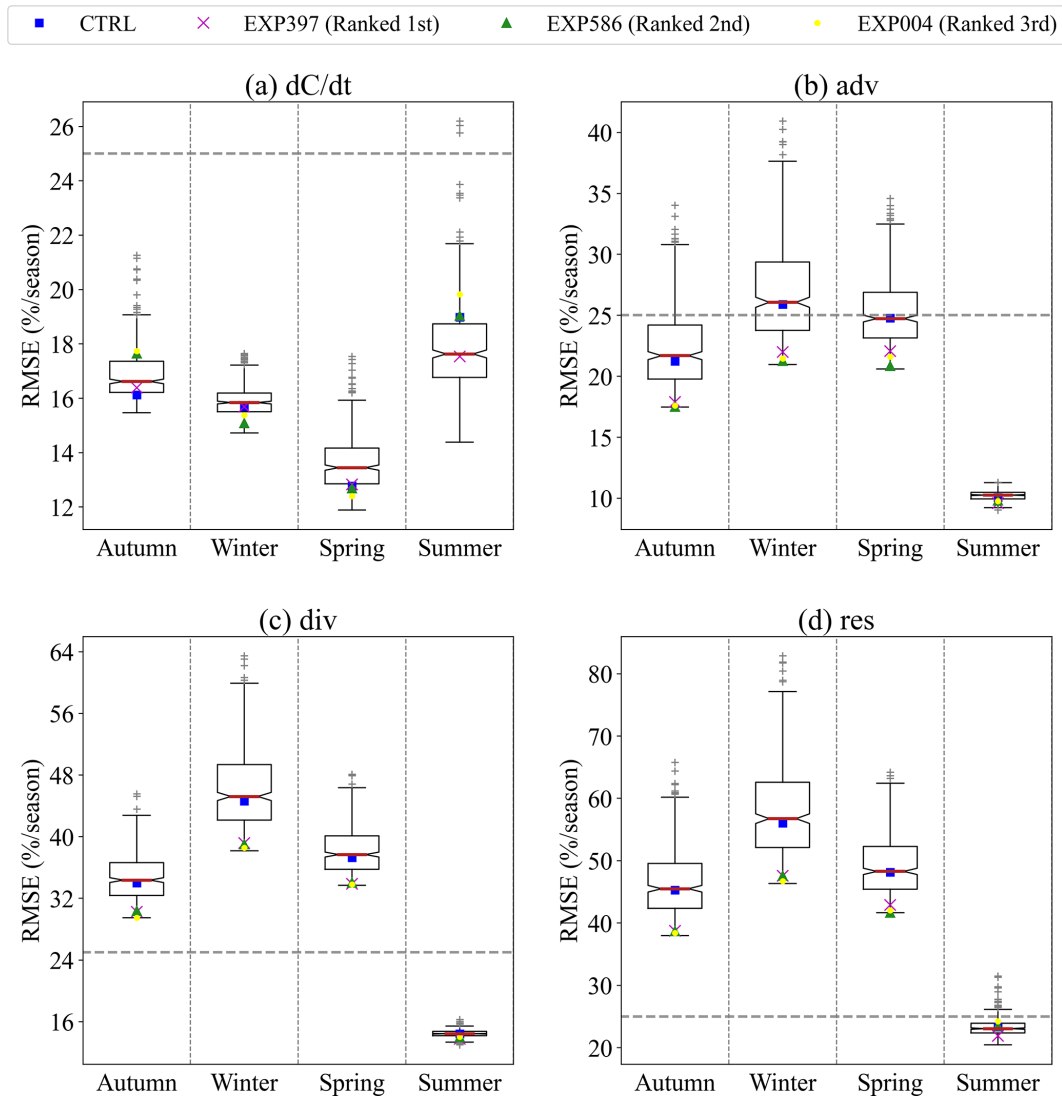 CTRL EXP397 (Ranked 1st) EXP586 (Ranked 2nd) EXP004 (Ranked 3rd)
(a) dC/dt
RMSE (%/season)
26
24
22
20
18
16
14
12
Autumn Winter Spring Summer
(b) adv
RMSE (%/season)
40
35
30
25
20
15
10
Autumn Winter Spring Summer
(c) div
RMSE (%/season)
64
56
48
40
32
24
16
Autumn Winter Spring Summer
(d) res
RMSE (%/season)
80
70
60
50
40
30
20
Autumn Winter Spring Summer